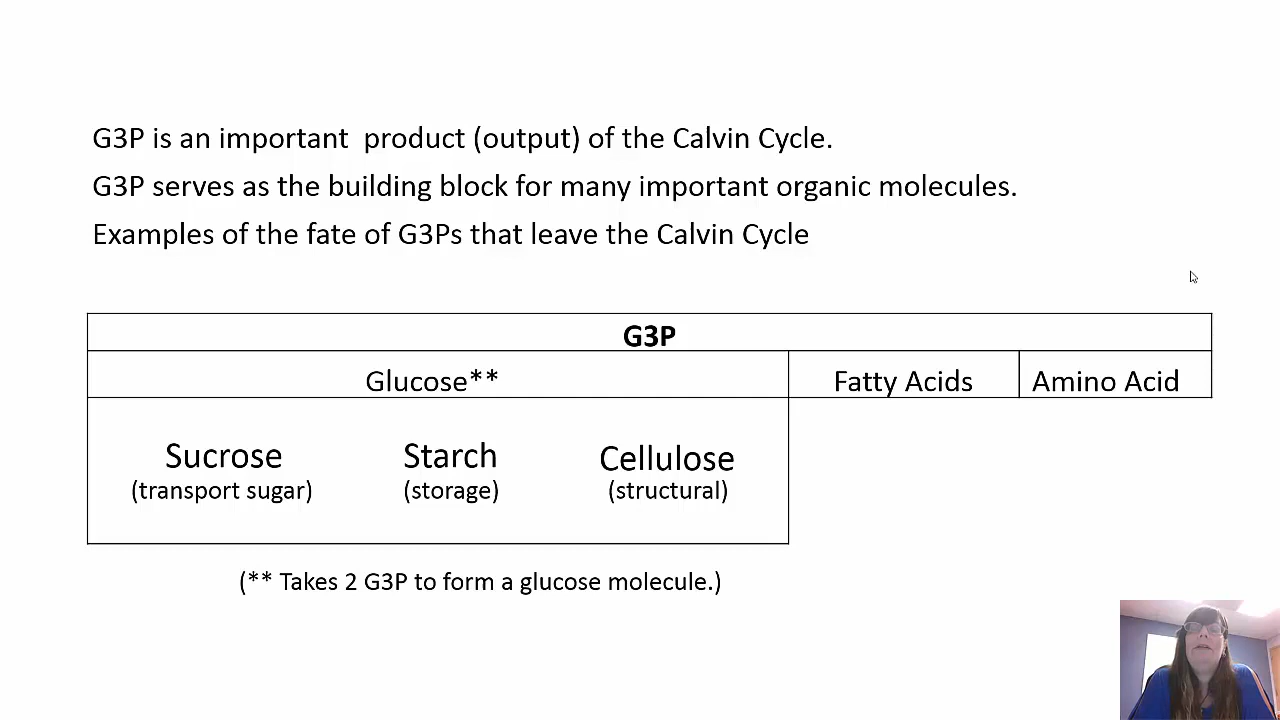 G3P is an important  product (output) of the Calvin Cycle.
G3P serves as the building block for many important organic molecules.
Examples of the fate of G3Ps that leave the Calvin Cycle
G3P
Glucose** Fatty Acids Amino Acid
Sucrose Starch Cellulose
(transport sugar) (storage) (structural)
(** Takes 2 G3P to form a glucose molecule.)